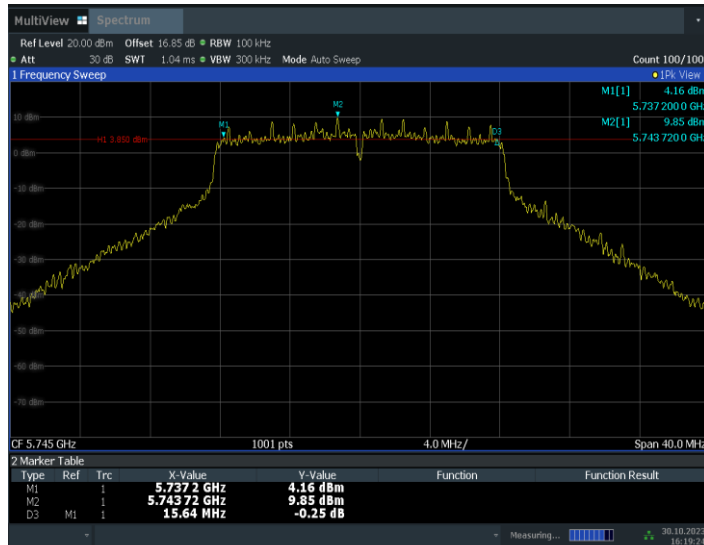 MultiView Spectrum
Ref Level 20.00 dBm Offset 16.85 dB RBW 100 kHz
Att 30 dB SWT 1.04 ms VBW 300 kHz Mode Auto Sweep Count 100/100
1 Frequency Sweep 1Pk View
M1[1] 4.16 dBm
5.737 200 0 GHz
M2[1] 9.85 dBm
5.743 720 0 GHz
M2
10 dBm
M1
D3
H1 3.850 dBm
0 dBm
-10 dBm
-20 dBm
-30 dBm
-50 dBm
-60 dBm
-70 dBm
CF 5.745 GHz 1001 pts 4.0 MHz/ Span 40.0 MHz
2 Marker Table
Type Ref Trc X-Value Y-Value Function Function Result
M1 1 5.737 2 GHz 4.16 dBm
M2 1 5.743 72 GHz 9.85 dBm
D3 M1 1 15.64 MHz -0.25 dB
Measuring... 30.10.2023
16:19:24